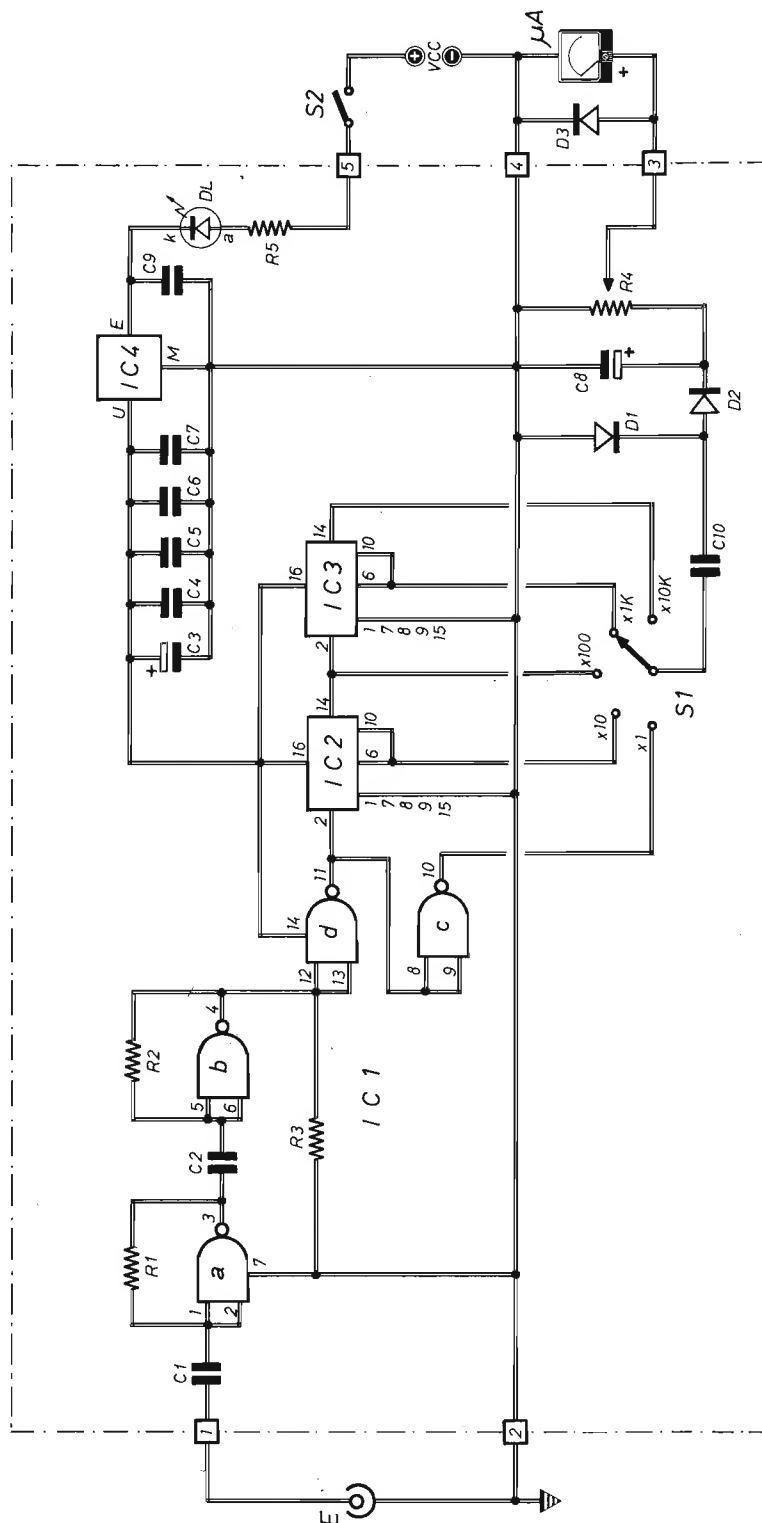 E
1
2
C1
R1
1
2
a
3
7
C2
R2
5
6
b
4
R3
IC1
12
13
14
d
11
8
9
c
10
2
IC2
16
14
6
10
1
7
8
9
15
2
IC3
16
14
6
10
1
7
8
9
15
+
C3
C4
C5
C6
C7
U
IC4
E
M
C9
k
DL
a
R5
5
S2
+
VCC
-
4
3
D3
µA
+
R4
C8
+
D1
D2
C10
S1
x1
x10
x100
x1K
x10K